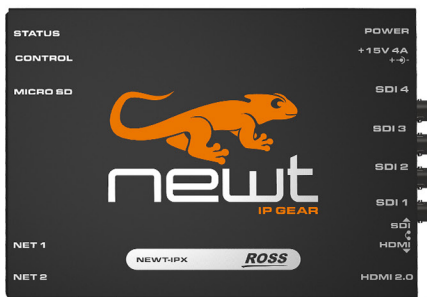 STATUS
CONTROL
MICRO SD
NET 1
NET 2
newt
IP GEAR
NEWT-IPX
ROSS
POWER
+15V 4A
SDI 4
SDI 3
SDI 2
SDI 1
SDI
HDMI
HDMI 2.0